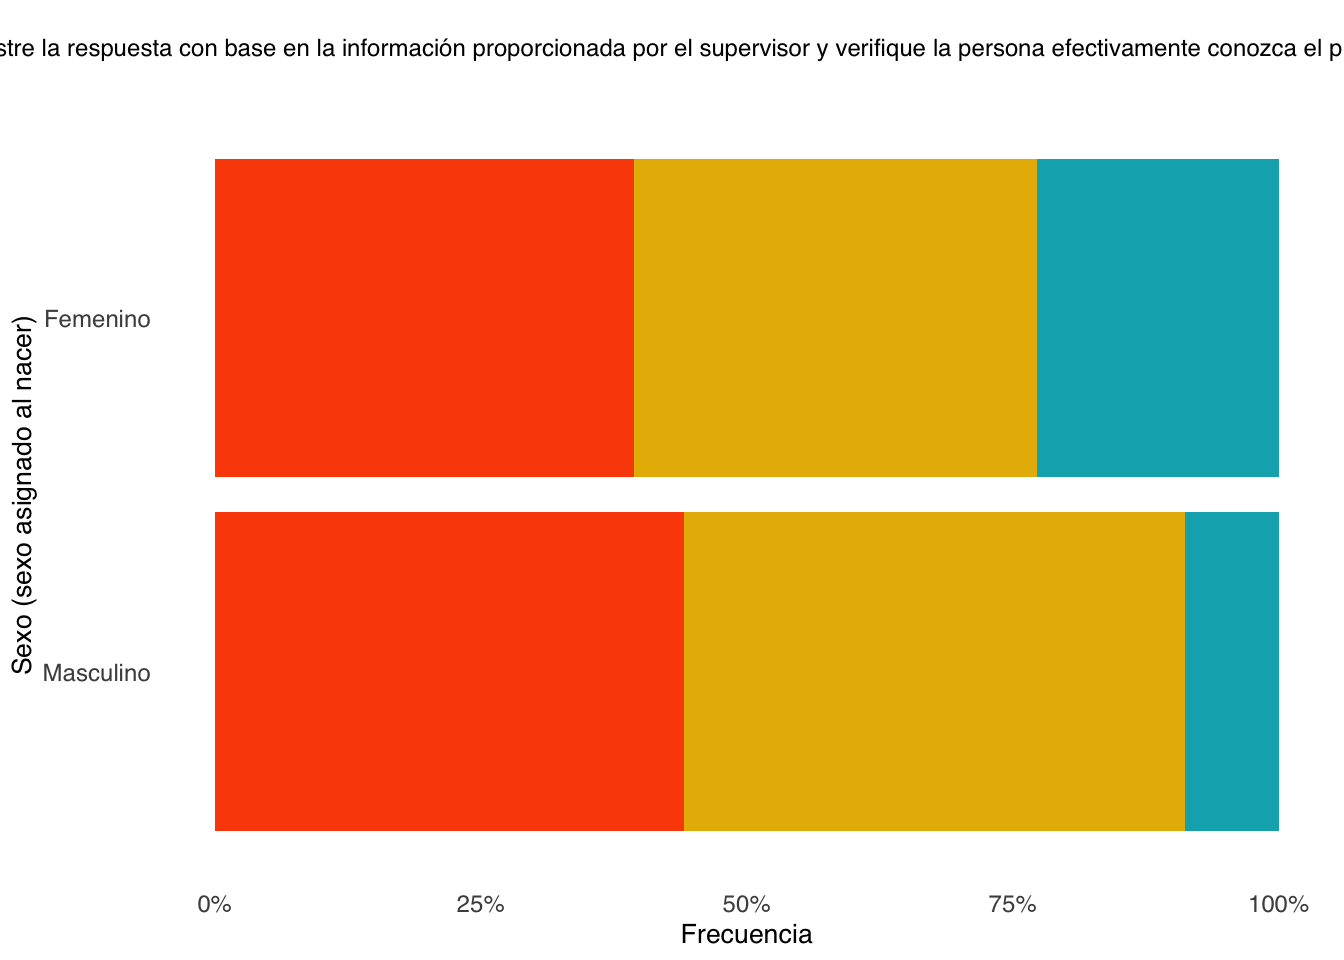 stre la respuesta con base en la información proporcionada por el supervisor y verifique la persona efectivamente conozca el p
Sexo (sexo asignado al nacer)
Femenino
Masculino
0% 25% 50% 75% 100%
Frecuencia